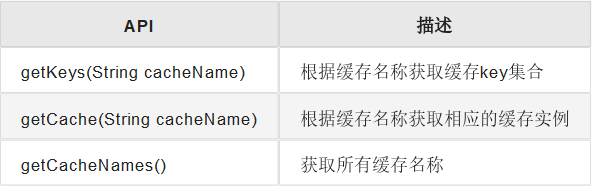 API 描述
getKeys(String cacheName) 根据缓存名称获取缓存key集合
getCache(String cacheName) 根据缓存名称获取相应的缓存实例
getCacheNames() 获取所有缓存名称